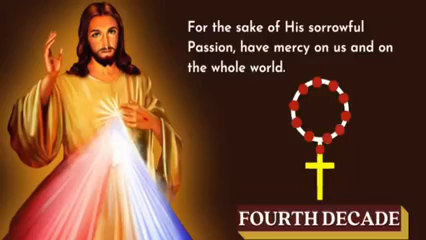 For the sake of His sorrowful
Passion, have mercy on us and on
the whole world.
FOURTH DECADE